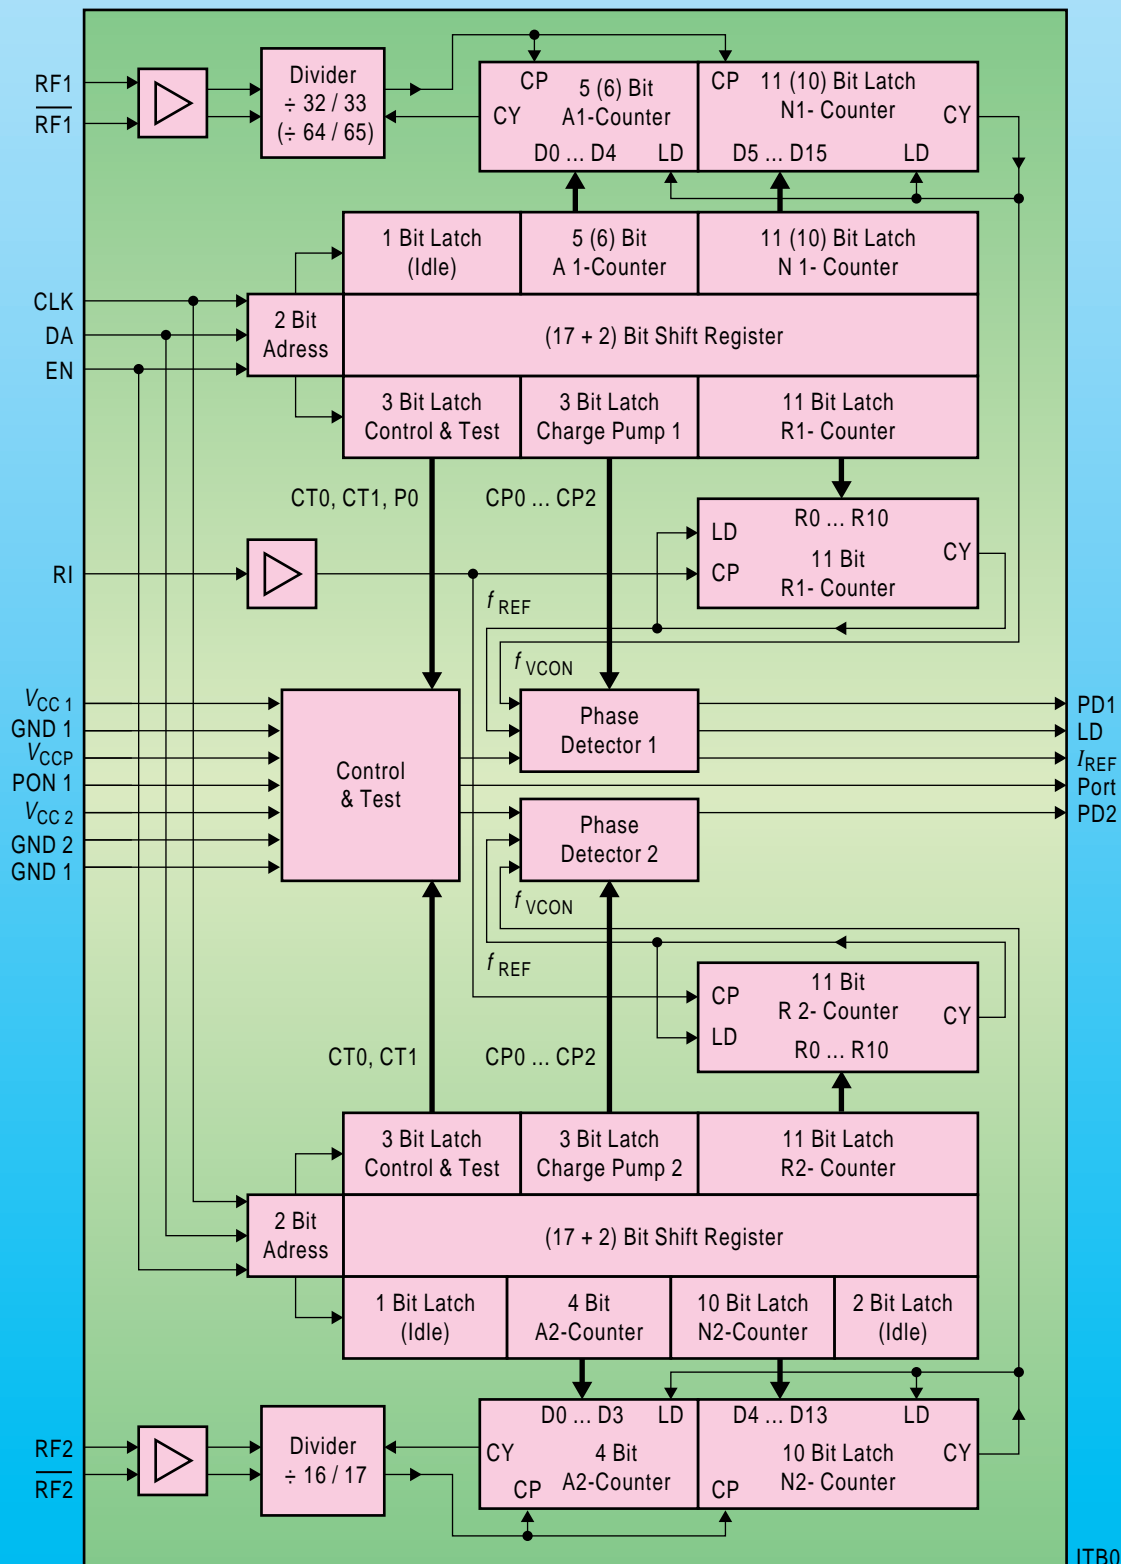 RF1
RF1
Divider
÷ 32 / 33
(÷ 64 / 65)
CP
5 (6) Bit
A1-Counter
CY
D0 ... D4
LD
CP
11 (10) Bit Latch
N1- Counter
CY
D5 ... D15
LD
1 Bit Latch
(Idle)
5 (6) Bit
A 1-Counter
11 (10) Bit Latch
N 1- Counter
CLK
DA
EN
2 Bit
Adress
(17 + 2) Bit Shift Register
3 Bit Latch
Control & Test
3 Bit Latch
Charge Pump 1
11 Bit Latch
R1- Counter
CT0, CT1, P0
CP0 ... CP2
RI
LD
CP
R0 ... R10
11 Bit
R1- Counter
CY
fREF
fVCON
VCC 1
GND 1
VCCP
PON 1
VCC 2
GND 2
GND 1
Control
& Test
Phase
Detector 1
Phase
Detector 2
PD1
LD
IREF
Port
PD2
fVCON
fREF
CP
LD
11 Bit
R 2- Counter
R0 ... R10
CY
CT0, CT1
CP0 ... CP2
3 Bit Latch
Control & Test
3 Bit Latch
Charge Pump 2
11 Bit Latch
R2- Counter
2 Bit
Adress
(17 + 2) Bit Shift Register
1 Bit Latch
(Idle)
4 Bit
A2-Counter
10 Bit Latch
N2-Counter
2 Bit Latch
(Idle)
RF2
RF2
Divider
÷ 16 / 17
D0 ... D3
LD
CY
4 Bit
A2-Counter
CP
D4 ... D13
LD
10 Bit Latch
N2- Counter
CY
CP
ITB0